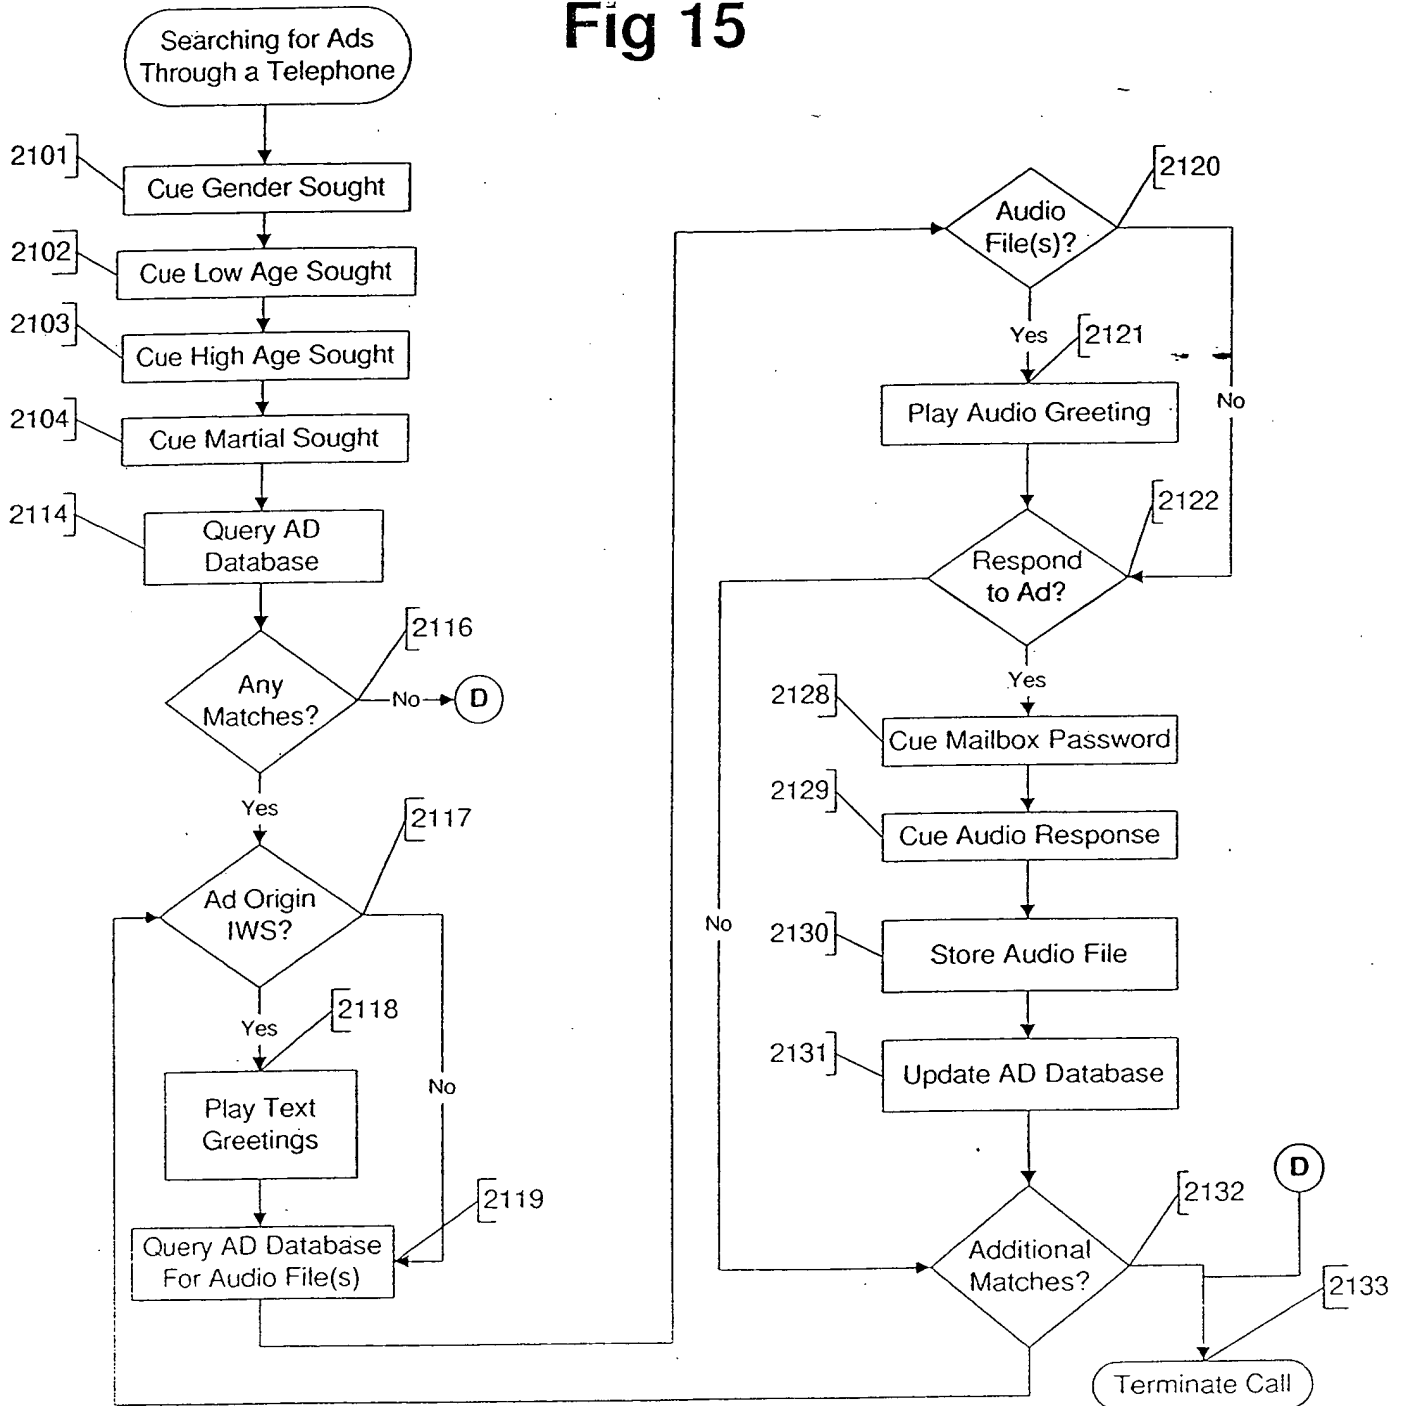 Fig 15
Searching for Ads
Through a Telephone
2101
Cue Gender Sought
2102
Cue Low Age Sought
2103
Cue High Age Sought
2104
Cue Martial Sought
2114
Query AD
Database
2116
Any
Matches?
No
D
Yes
2117
Ad Origin
IWS?
Yes
2118
No
Play Text
Greetings
2119
Query AD Database
For Audio File(s)
2120
Audio
File(s)?
Yes
2121
No
Play Audio Greeting
2122
Respond
to Ad?
Yes
2128
Cue Mailbox Password
2129
Cue Audio Response
No
2130
Store Audio File
2131
Update AD Database
D
2132
Additional
Matches?
2133
Terminate Call